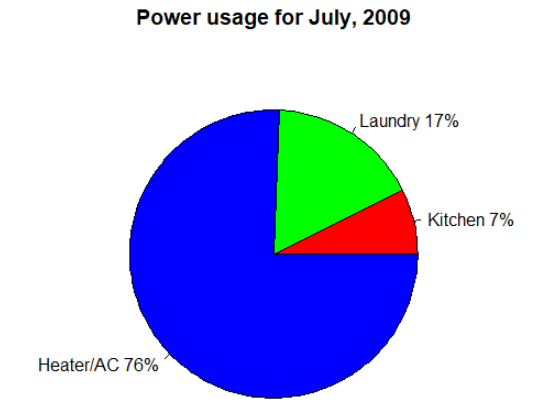 Power usage for July, 2009
Laundry 17%
Kitchen 7%
Heater/AC 76%